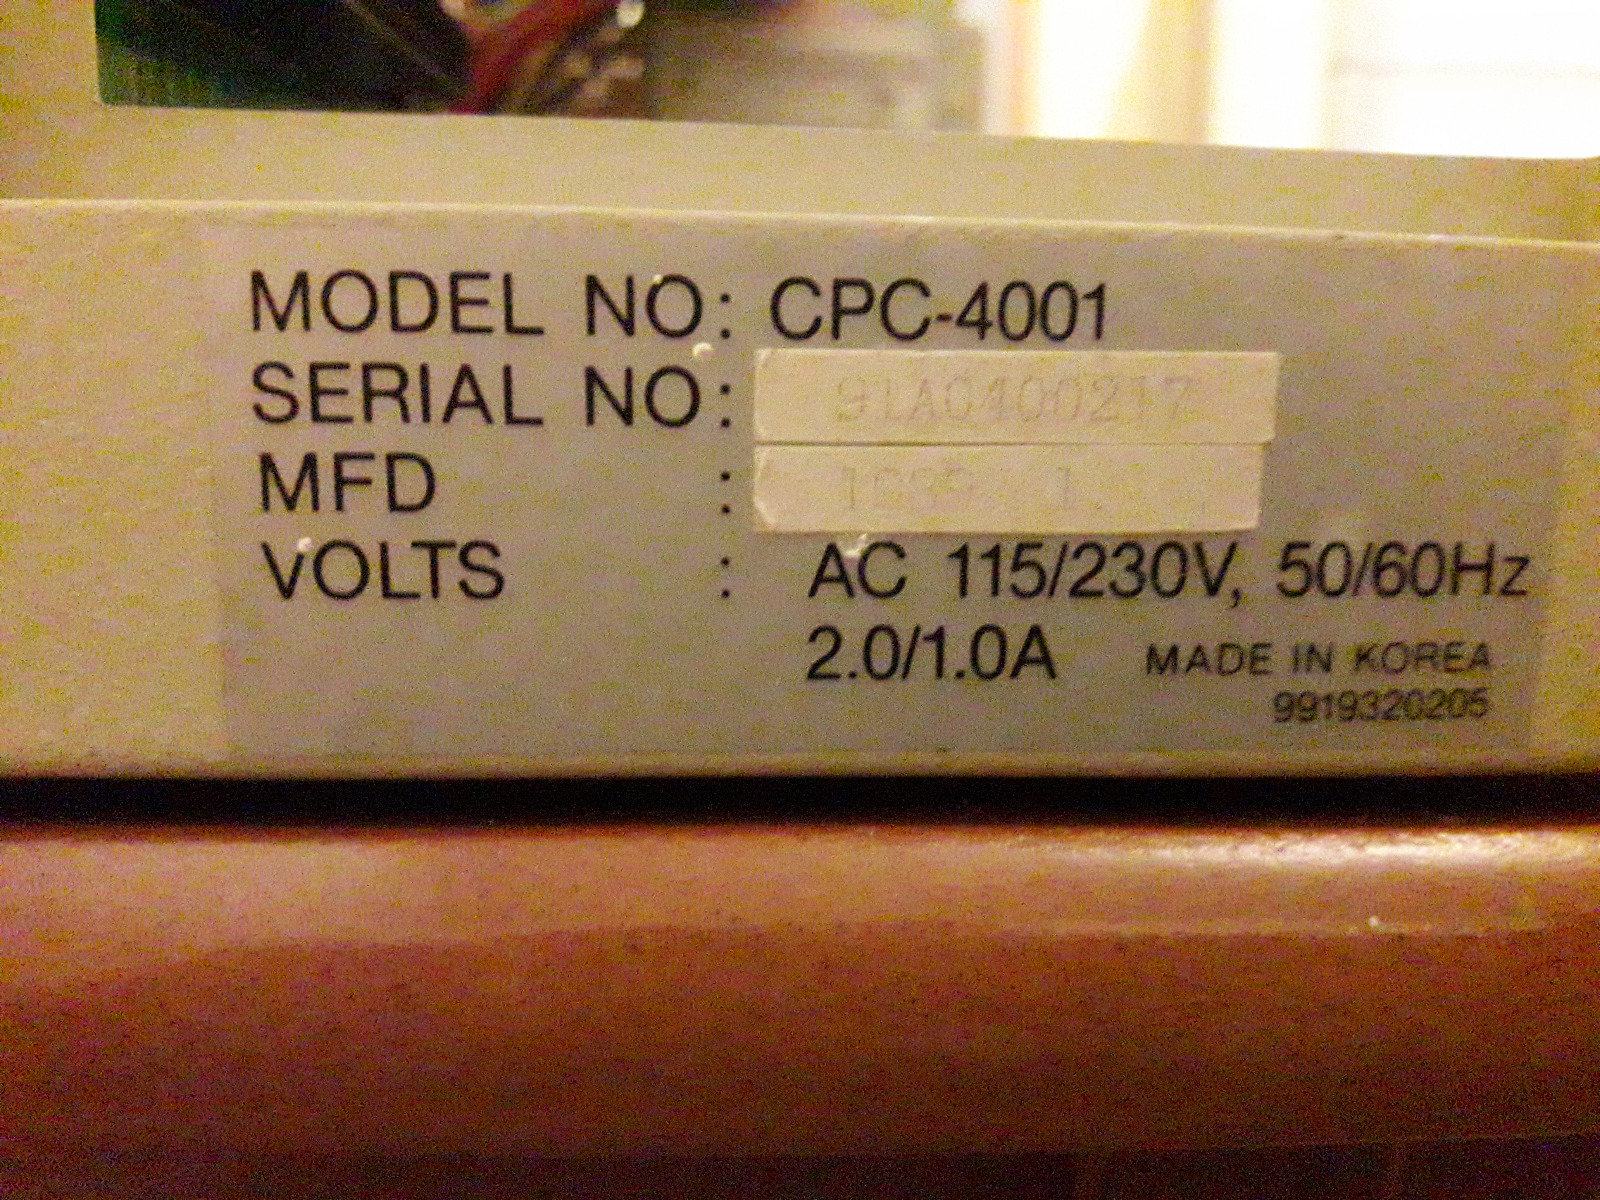 MODEL NO: CPC-4001
SERIAL NO: 91A0400217
MFD :
VOLTS : AC 115/230V, 50/60Hz
2.0/1.0A MADE IN KOREA
9919320205